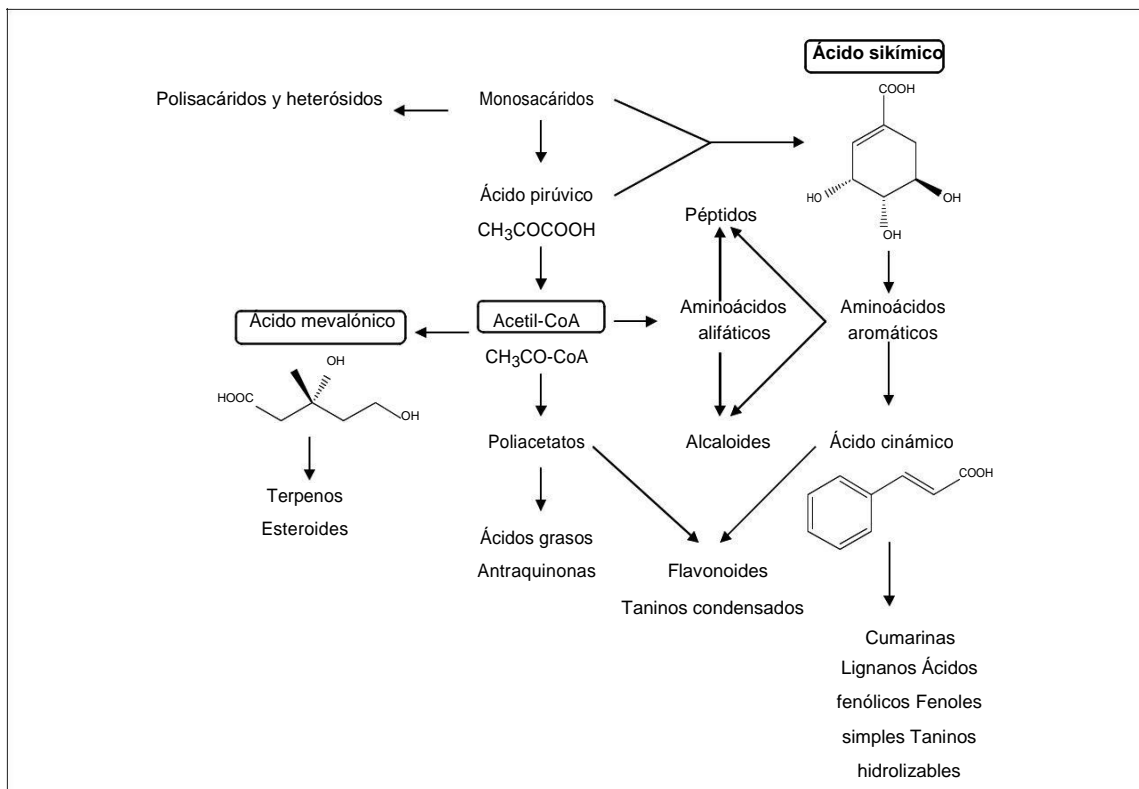 Ácido sikímico
COOH
HO
OH
OH
Polisacáridos y heterósidos
Monosacáridos
Ácido pirúvico
CH3COCOOH
Péptidos
Ácido mevalónico
Acetil-CoA
CH3CO-CoA
Aminoácidos
alifáticos
Aminoácidos
aromáticos
OH
HOOC
OH
Poliacetatos
Alcaloides
Ácido cinámico
COOH
Terpenos
Esteroides
Ácidos grasos
Antraquinonas
Flavonoides
Taninos condensados
Cumarinas
Lignanos Ácidos
fenólicos Fenoles
simples Taninos
hidrolizables